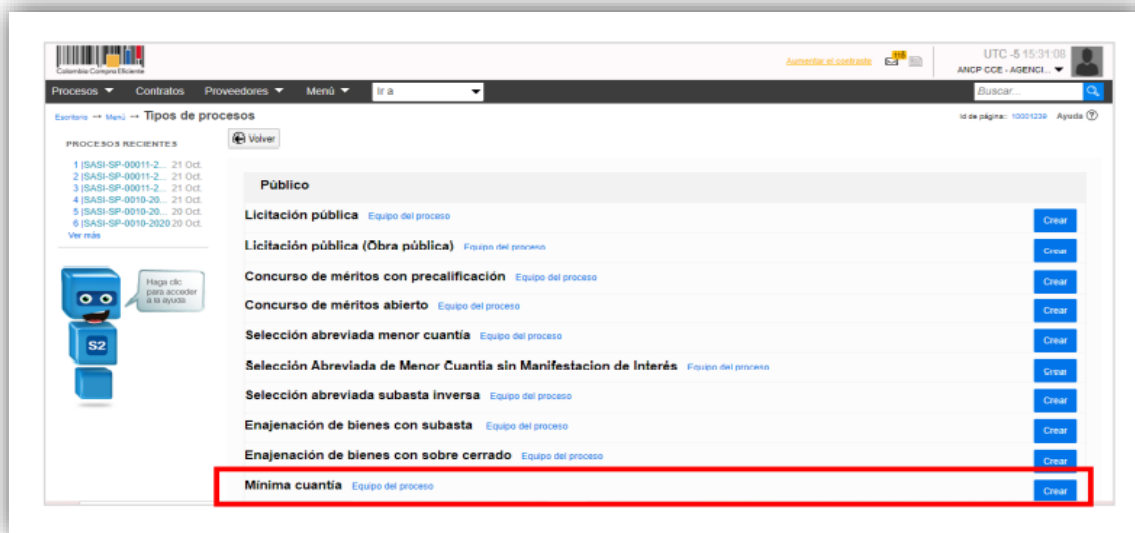 Colombia Compra Eficiente
Aumentar el contraste
UTC -5 15:31:08
ANCP CCE - AGENCI...
Procesos Contratos Proveedores Menú Ir a Buscar...
Escritorio → Menú → Tipos de procesos
Id de página: 10001239 Ayuda
PROCESOS RECIENTES
Volver
1 |SASI-SP-00011-2... 21 Oct.
2 |SASI-SP-00011-2... 21 Oct.
3 |SASI-SP-00011-2... 21 Oct.
4 |SASI-SP-0010-20... 21 Oct.
5 |SASI-SP-0010-20... 20 Oct.
6 |SASI-SP-0010-2020 20 Oct.
Ver más
Haga clic
para acceder
a la ayuda
S2
Público
Licitación pública Equipo del proceso Crear
Licitación pública (Obra pública) Equipo del proceso Crear
Concurso de méritos con precalificación Equipo del proceso Crear
Concurso de méritos abierto Equipo del proceso Crear
Selección abreviada menor cuantía Equipo del proceso Crear
Selección Abreviada de Menor Cuantia sin Manifestacion de Interés Equipo del proceso Crear
Selección abreviada subasta inversa Equipo del proceso Crear
Enajenación de bienes con subasta Equipo del proceso Crear
Enajenación de bienes con sobre cerrado Equipo del proceso Crear
Mínima cuantía Equipo del proceso Crear